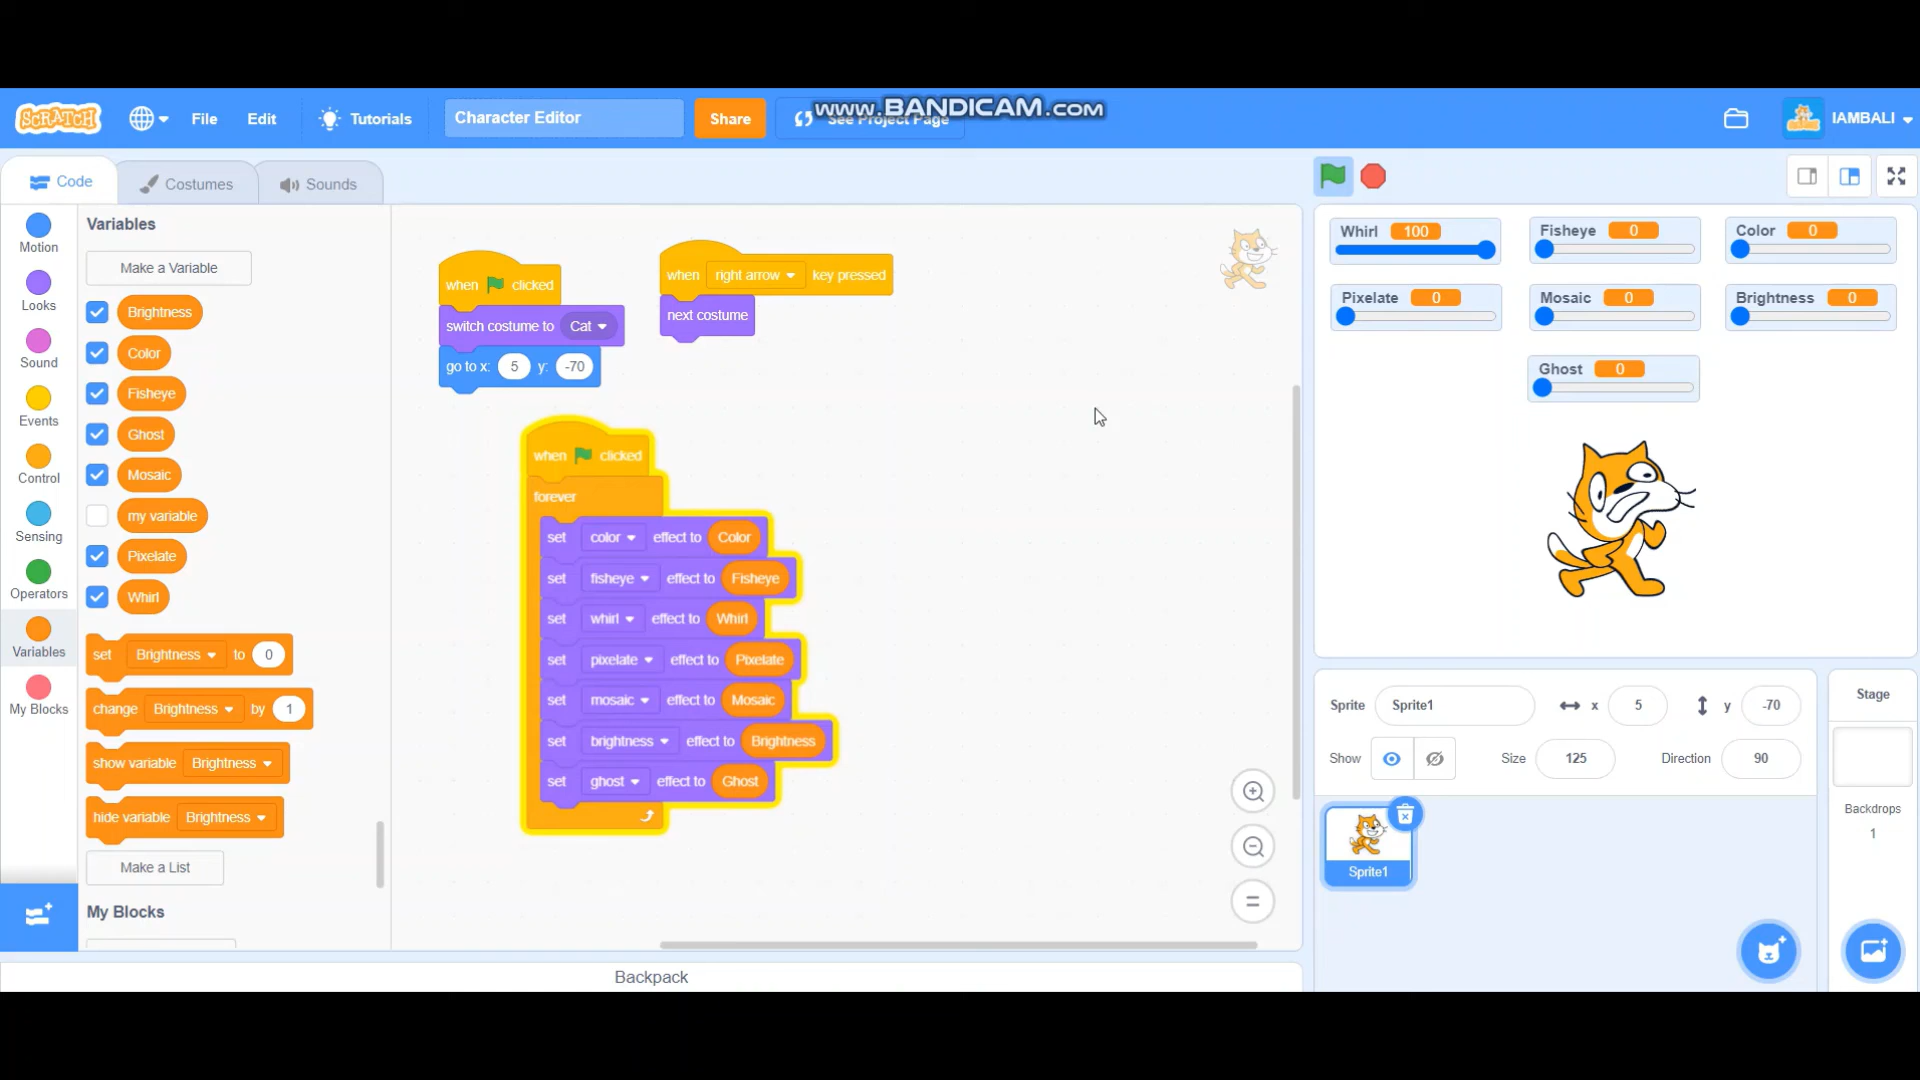 www.BANDICAM.com
SCRATCH
File
Edit
Tutorials
Character Editor
Share
See Project Page
IAMBALI
Code
Costumes
Sounds
Motion
Looks
Sound
Events
Control
Sensing
Operators
Variables
My Blocks
Variables
Make a Variable
Brightness
Color
Fisheye
Ghost
Mosaic
my variable
Pixelate
Whirl
set Brightness to 0
change Brightness by 1
show variable Brightness
hide variable Brightness
Make a List
My Blocks
when clicked
switch costume to Cat
go to x: 5 y: -70
when right arrow key pressed
next costume
when clicked
forever
set color effect to Color
set fisheye effect to Fisheye
set whirl effect to Whirl
set pixelate effect to Pixelate
set mosaic effect to Mosaic
set brightness effect to Brightness
set ghost effect to Ghost
Backpack
Whirl 100
Fisheye 0
Color 0
Pixelate 0
Mosaic 0
Brightness 0
Ghost 0
Sprite Sprite1 x 5 y -70
Show Size 125 Direction 90
Sprite1
Stage
Backdrops
1